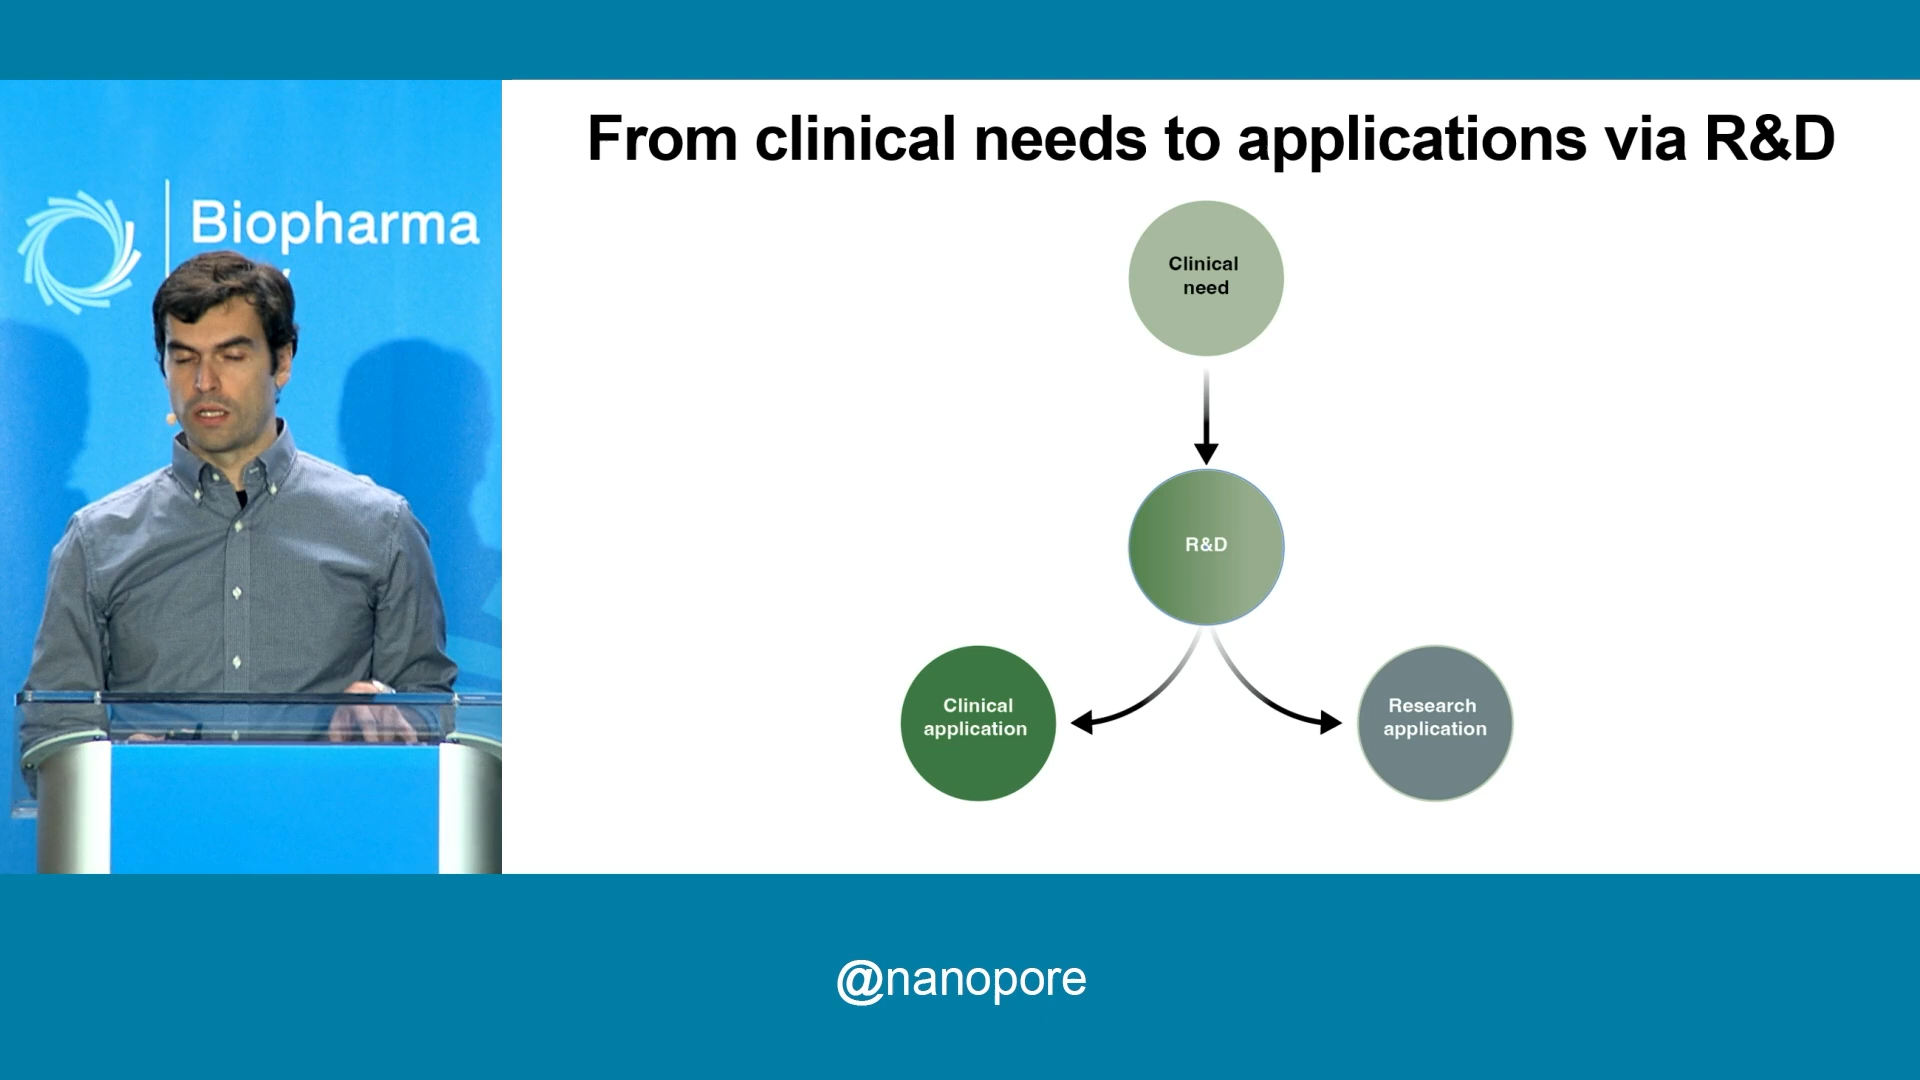 Biopharma
From clinical needs to applications via R&D
Clinical
need
R&D
Clinical
application
Research
application
@nanopore